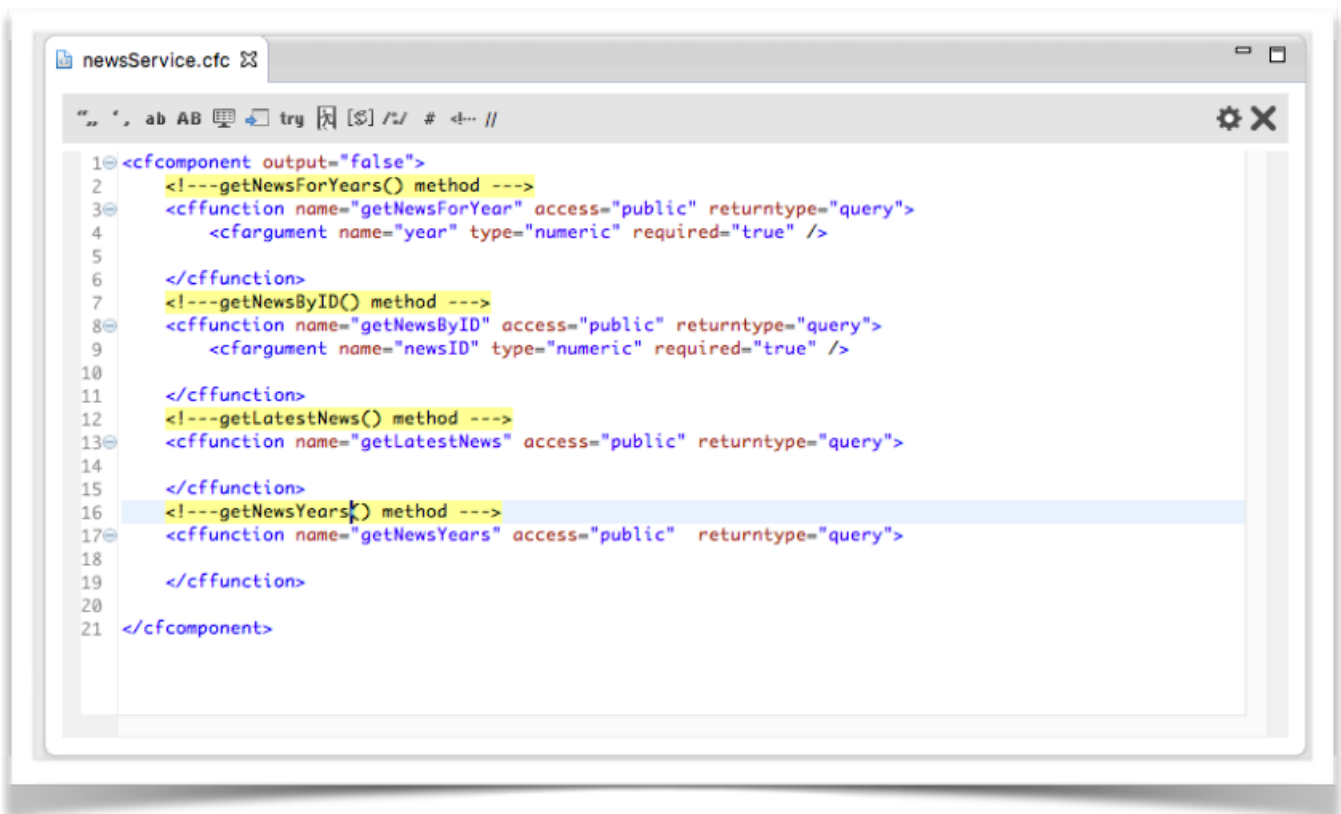 newsService.cfc
"„ ‘, ab AB try [S] /:/ # <!-- //
1 <cfcomponent output="false">
2 <!---getNewsForYears() method --->
3 <cffunction name="getNewsForYear" access="public" returntype="query">
4 <cfargument name="year" type="numeric" required="true" />
5
6 </cffunction>
7 <!---getNewsByID() method --->
8 <cffunction name="getNewsByID" access="public" returntype="query">
9 <cfargument name="newsID" type="numeric" required="true" />
10
11 </cffunction>
12 <!---getLatestNews() method --->
13 <cffunction name="getLatestNews" access="public" returntype="query">
14
15 </cffunction>
16 <!---getNewsYears() method --->
17 <cffunction name="getNewsYears" access="public" returntype="query">
18
19 </cffunction>
20
21 </cfcomponent>